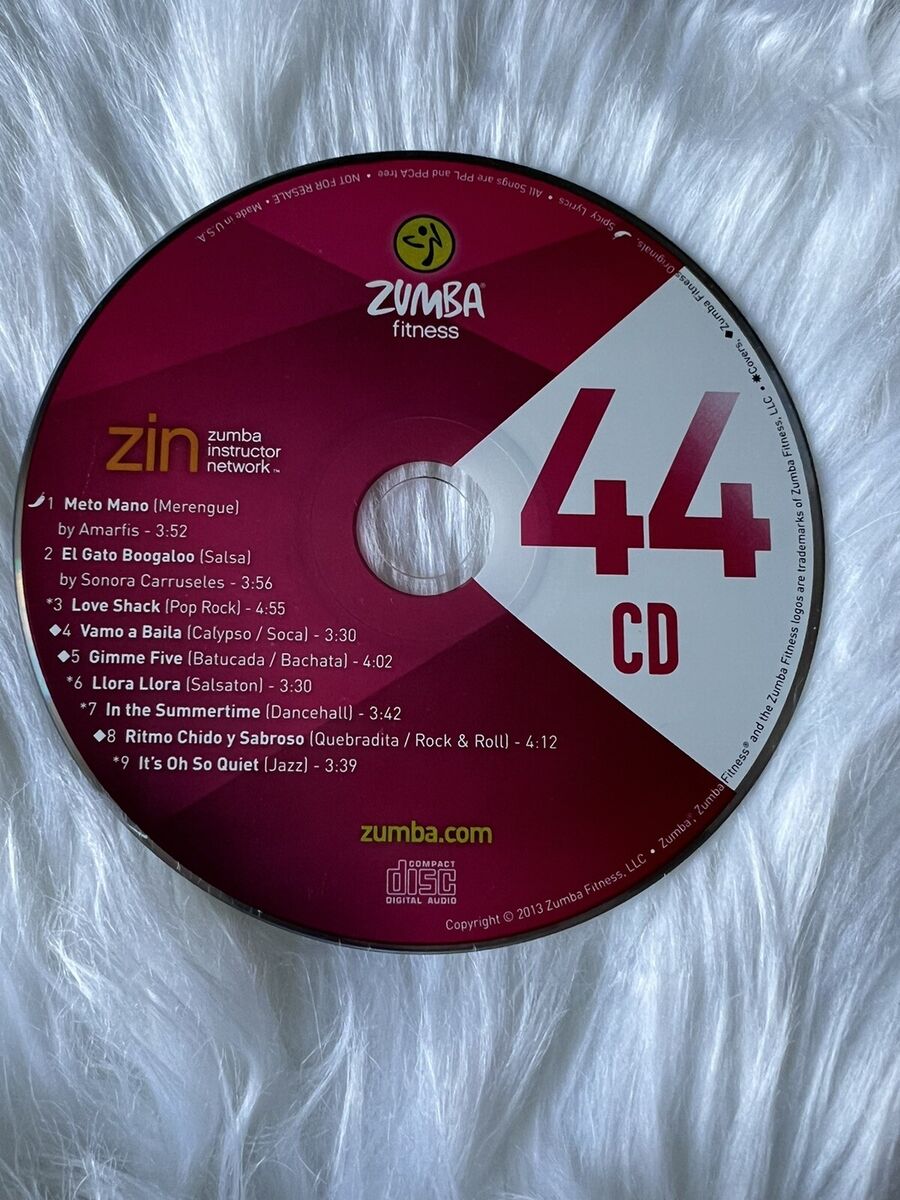 ZUMBA®
fitness
zin zumba
instructor
network™
44
CD
1 Meto Mano (Merengue)
by Amarfis - 3:52
2 El Gato Boogaloo (Salsa)
by Sonora Carruseles - 3:56
*3 Love Shack (Pop Rock) - 4:55
◆4 Vamo a Baila (Calypso / Soca) - 3:30
◆5 Gimme Five (Batucada / Bachata) - 4:02
*6 Llora Llora (Salsaton) - 3:30
*7 In the Summertime (Dancehall) - 3:42
◆8 Ritmo Chido y Sabroso (Quebradita / Rock & Roll) - 4:12
*9 It's Oh So Quiet (Jazz) - 3:39
zumba.com
COMPACT
disc
DIGITAL AUDIO
Copyright © 2013 Zumba Fitness, LLC • Zumba®, Zumba Fitness® and the Zumba Fitness logos are trademarks of Zumba Fitness, LLC • *Covers, ◆Zumba Fitness Originals, Spicy Lyrics • All Songs are PPL and PPCA free • NOT FOR RESALE • Made in U.S.A